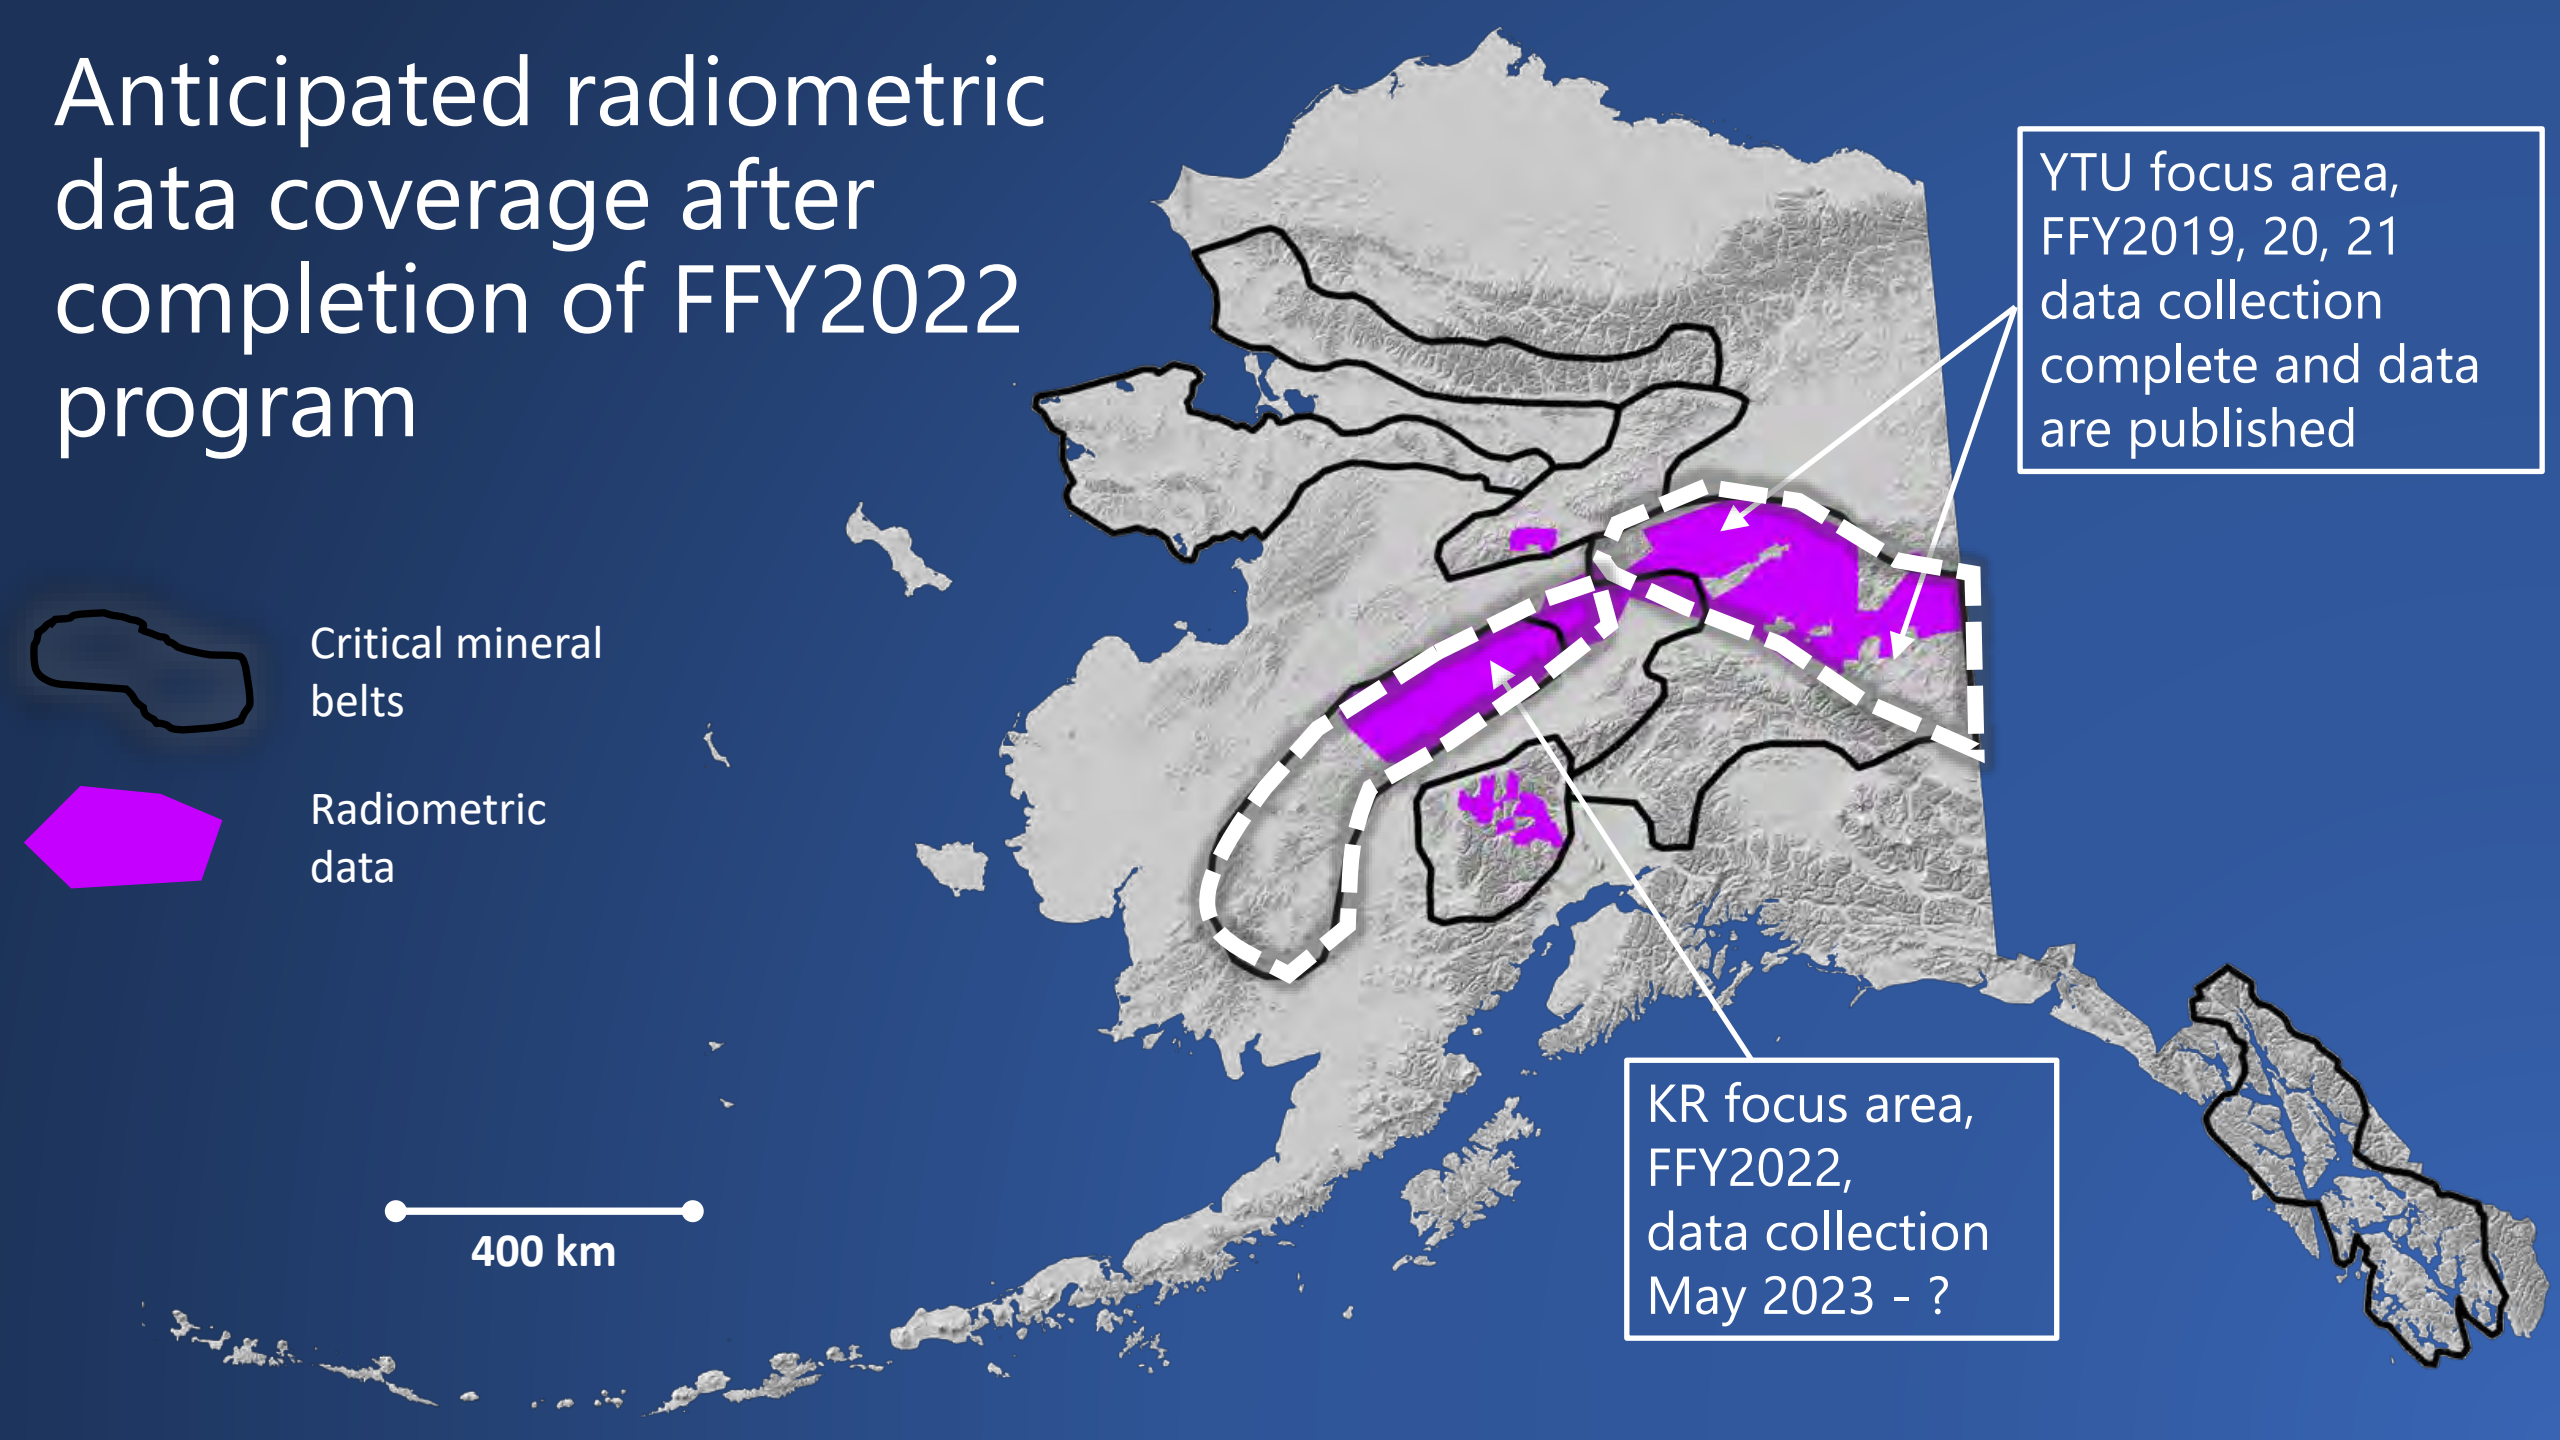 Anticipated radiometric
data coverage after
completion of FFY2022
program
YTU focus area,
FFY2019, 20, 21
data collection
complete and data
are published
Critical mineral
belts
Radiometric
data
400 km
KR focus area,
FFY2022,
data collection
May 2023 - ?